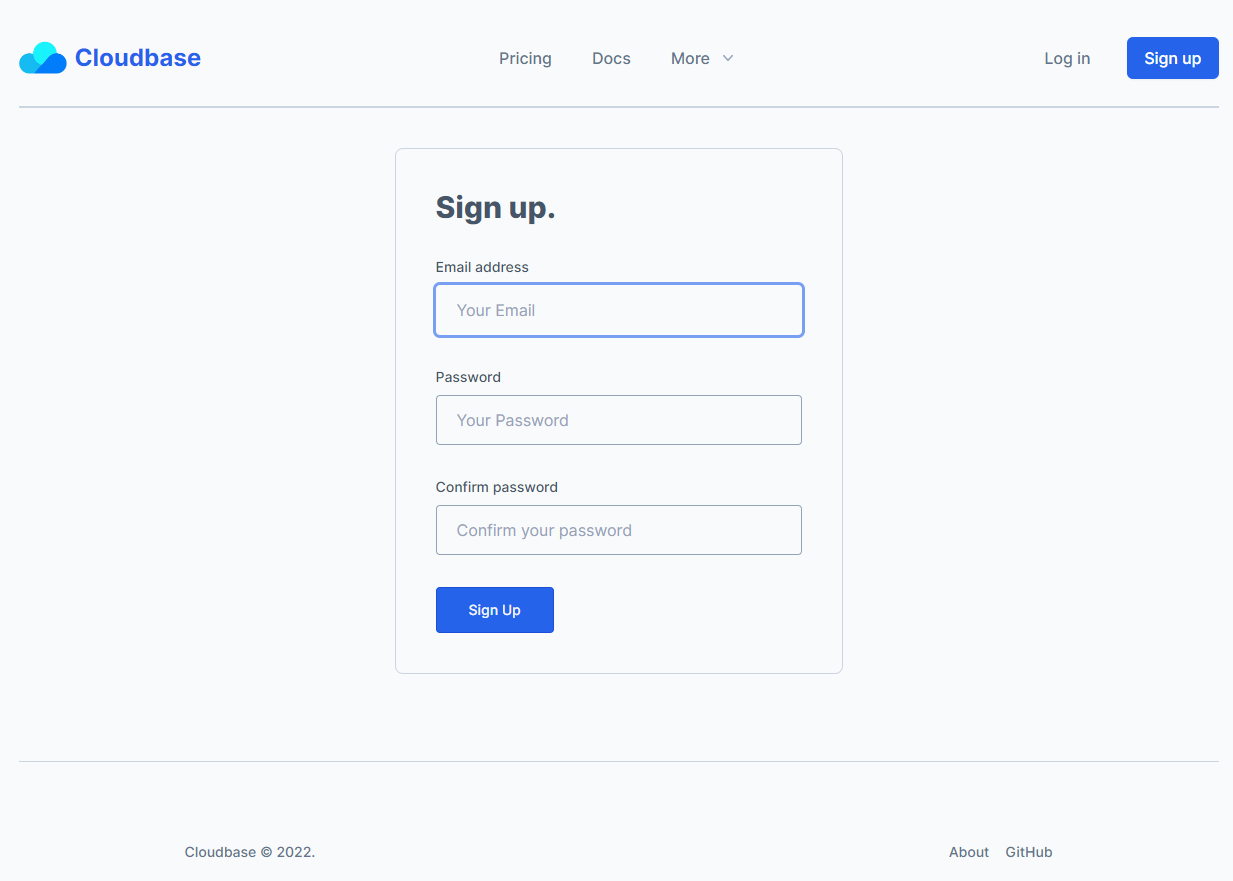 Cloudbase
Pricing
Docs
More
Log in
Sign up
Sign up.
Email address
Your Email
Password
Your Password
Confirm password
Confirm your password
Sign Up
Cloudbase © 2022.
About
GitHub